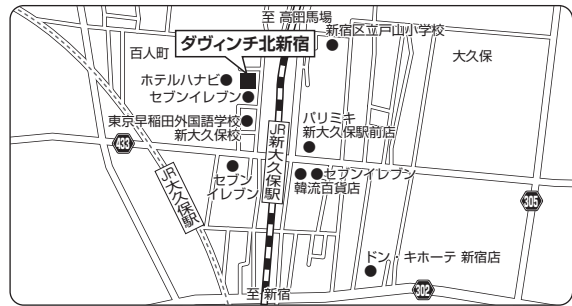 至 高田馬場
新宿区立戸山小学校
ダヴィンチ北新宿
百人町
大久保
ホテルハナビ
セブンイレブン
東京早稲田外国語学校
新大久保校
パリミキ
新大久保駅前店
433
JR新大久保駅
JR大久保駅
セブン
イレブン
セブンイレブン
韓流百貨店
305
ドン・キホーテ 新宿店
302
至 新宿